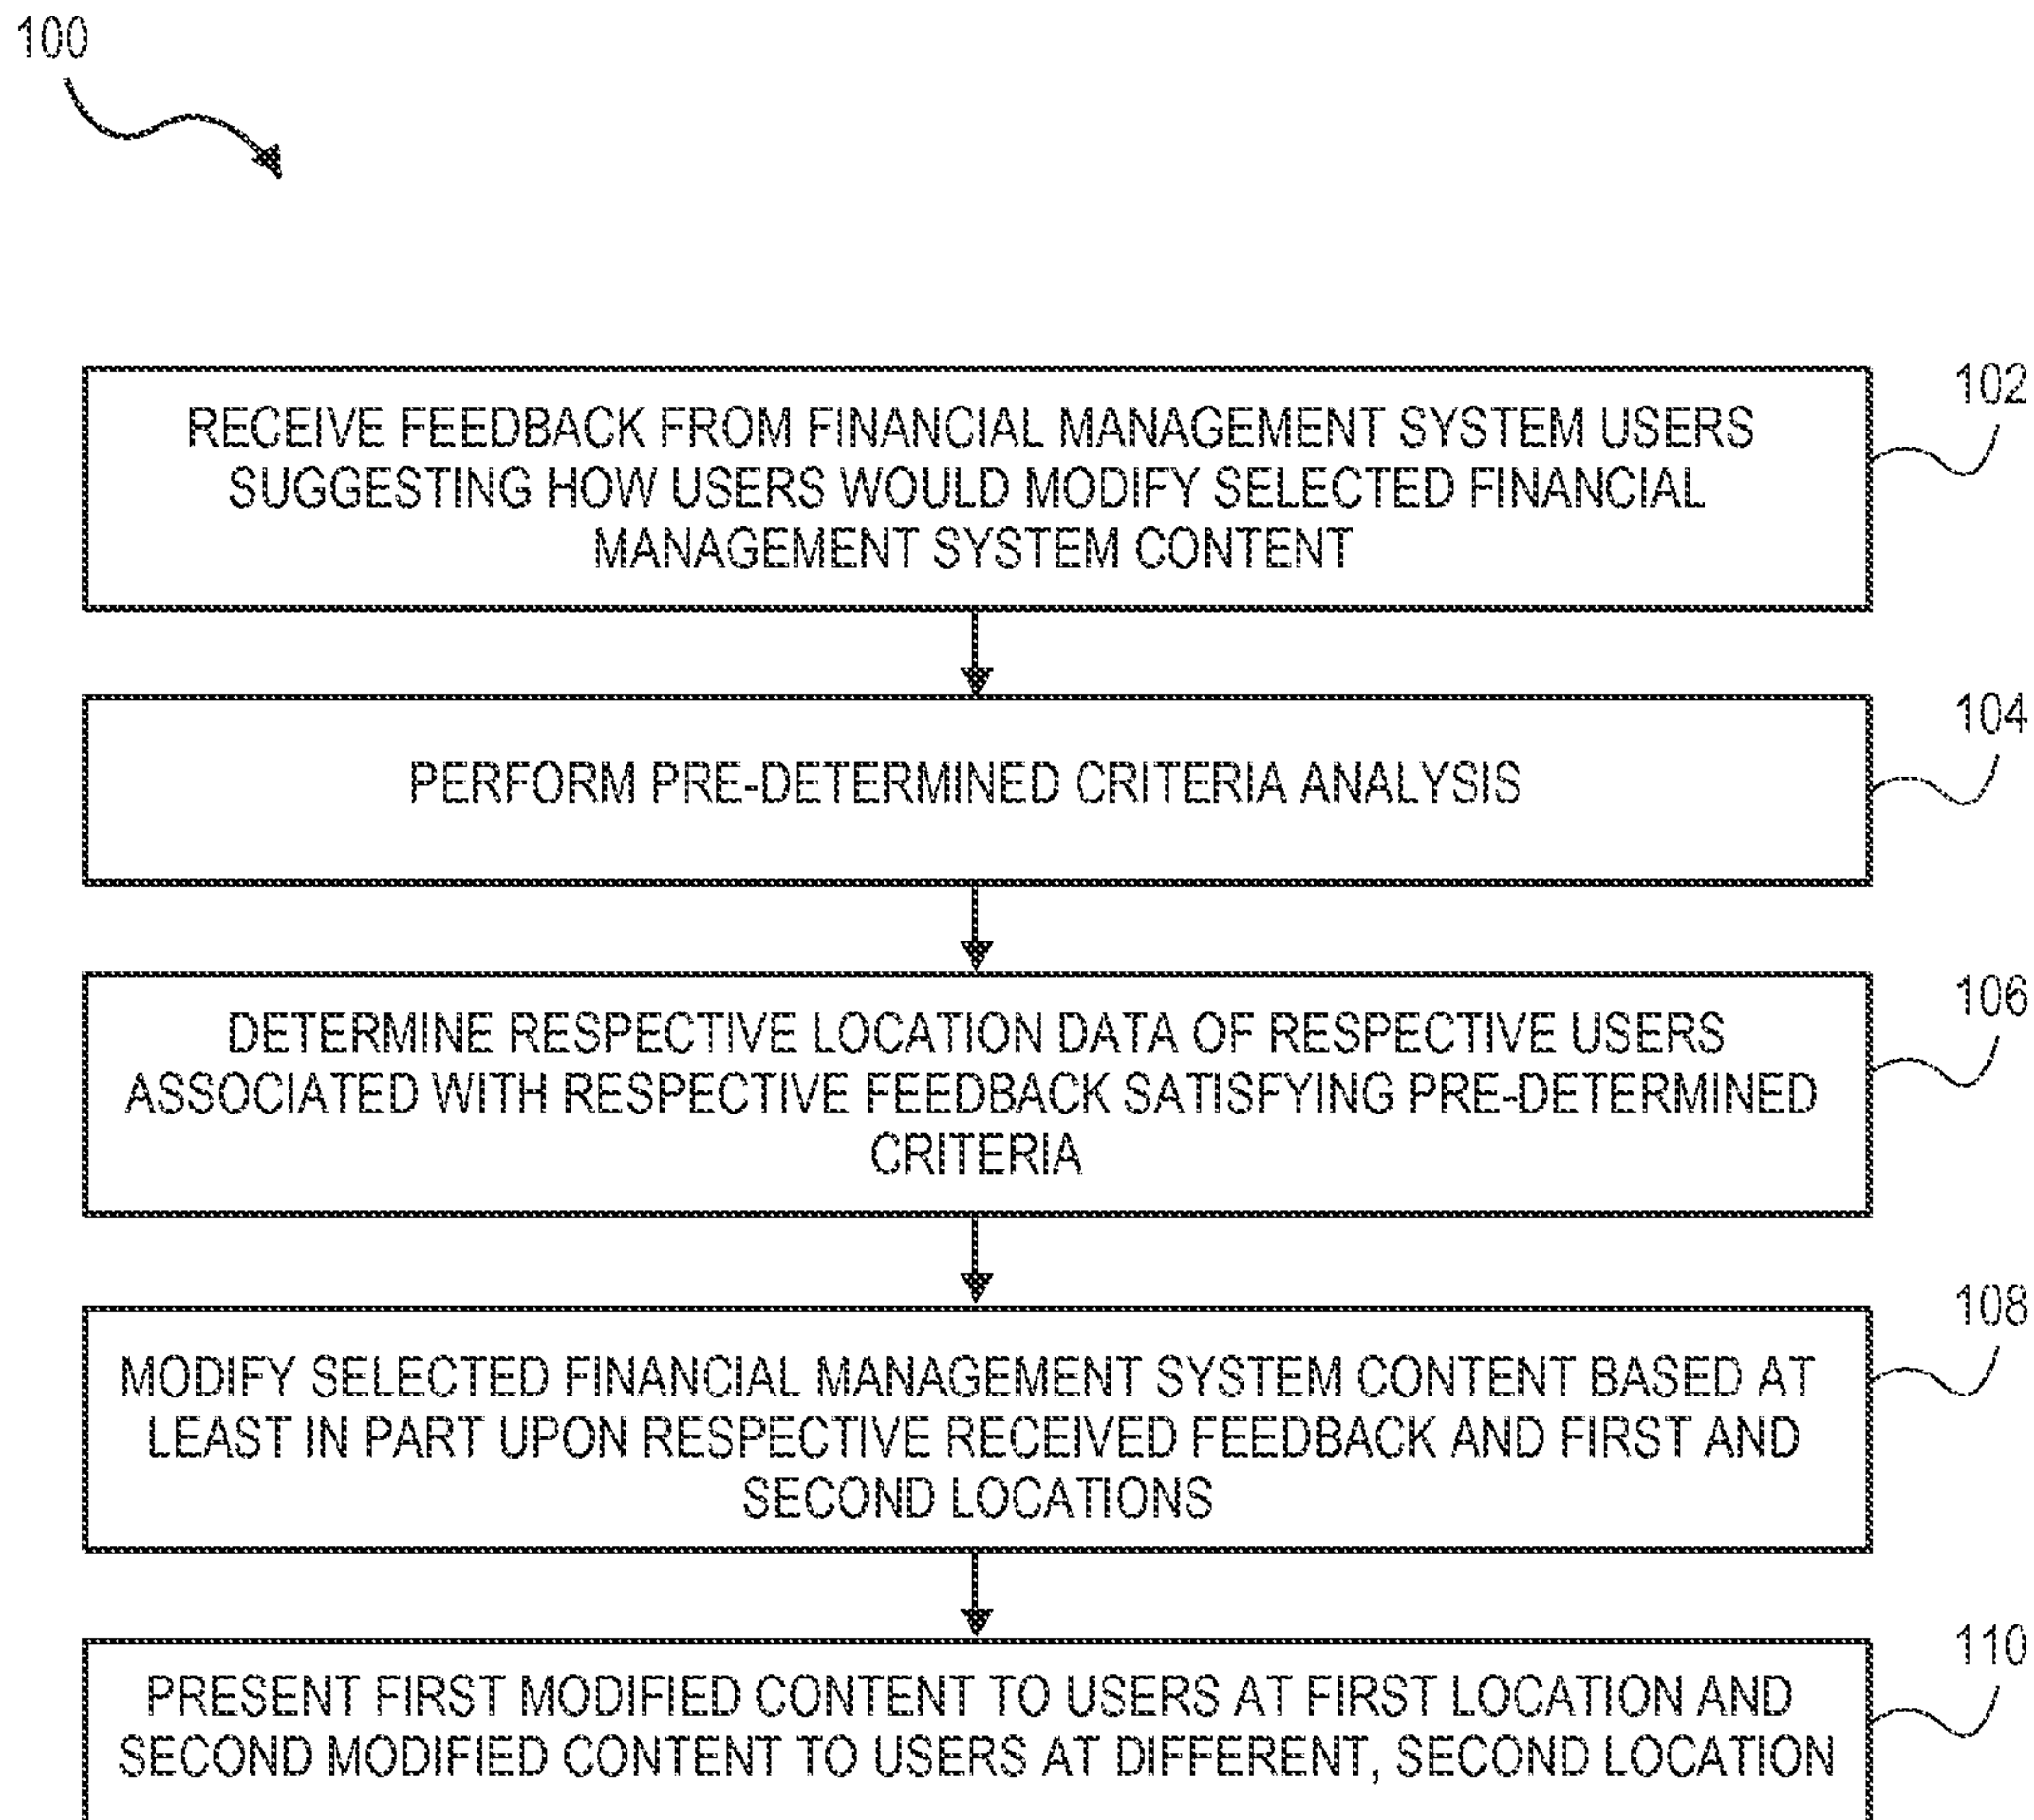 100
102
RECEIVE FEEDBACK FROM FINANCIAL MANAGEMENT SYSTEM USERS
SUGGESTING HOW USERS WOULD MODIFY SELECTED FINANCIAL
MANAGEMENT SYSTEM CONTENT
104
PERFORM PRE-DETERMINED CRITERIA ANALYSIS
106
DETERMINE RESPECTIVE LOCATION DATA OF RESPECTIVE USERS
ASSOCIATED WITH RESPECTIVE FEEDBACK SATISFYING PRE-DETERMINED
CRITERIA
108
MODIFY SELECTED FINANCIAL MANAGEMENT SYSTEM CONTENT BASED AT
LEAST IN PART UPON RESPECTIVE RECEIVED FEEDBACK AND FIRST AND
SECOND LOCATIONS
110
PRESENT FIRST MODIFIED CONTENT TO USERS AT FIRST LOCATION AND
SECOND MODIFIED CONTENT TO USERS AT DIFFERENT, SECOND LOCATION